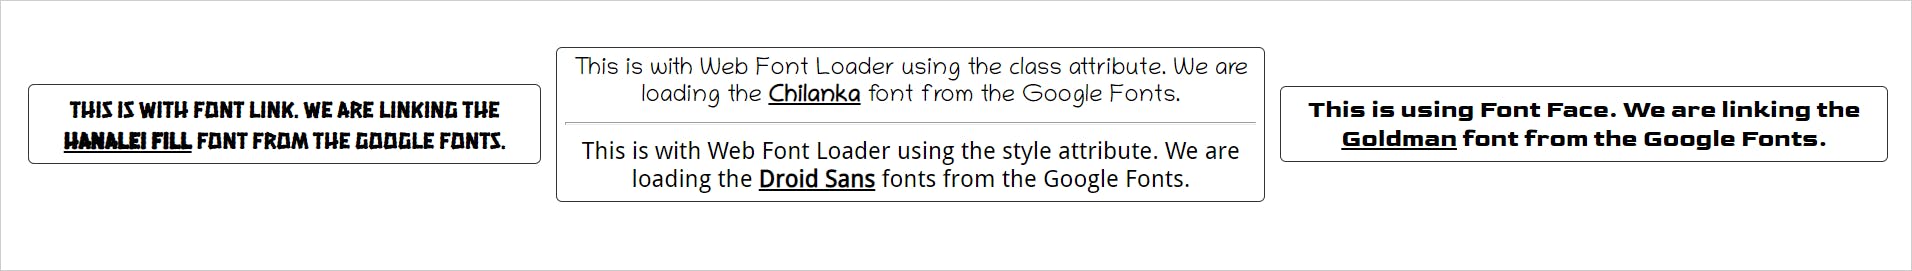 THIS IS WITH FONT LINK. WE ARE LINKING THE
HANALEI FILL FONT FROM THE GOOGLE FONTS.
This is with Web Font Loader using the class attribute. We are
loading the Chilanka font from the Google Fonts.
This is with Web Font Loader using the style attribute. We are
loading the Droid Sans fonts from the Google Fonts.
This is using Font Face. We are linking the
Goldman font from the Google Fonts.